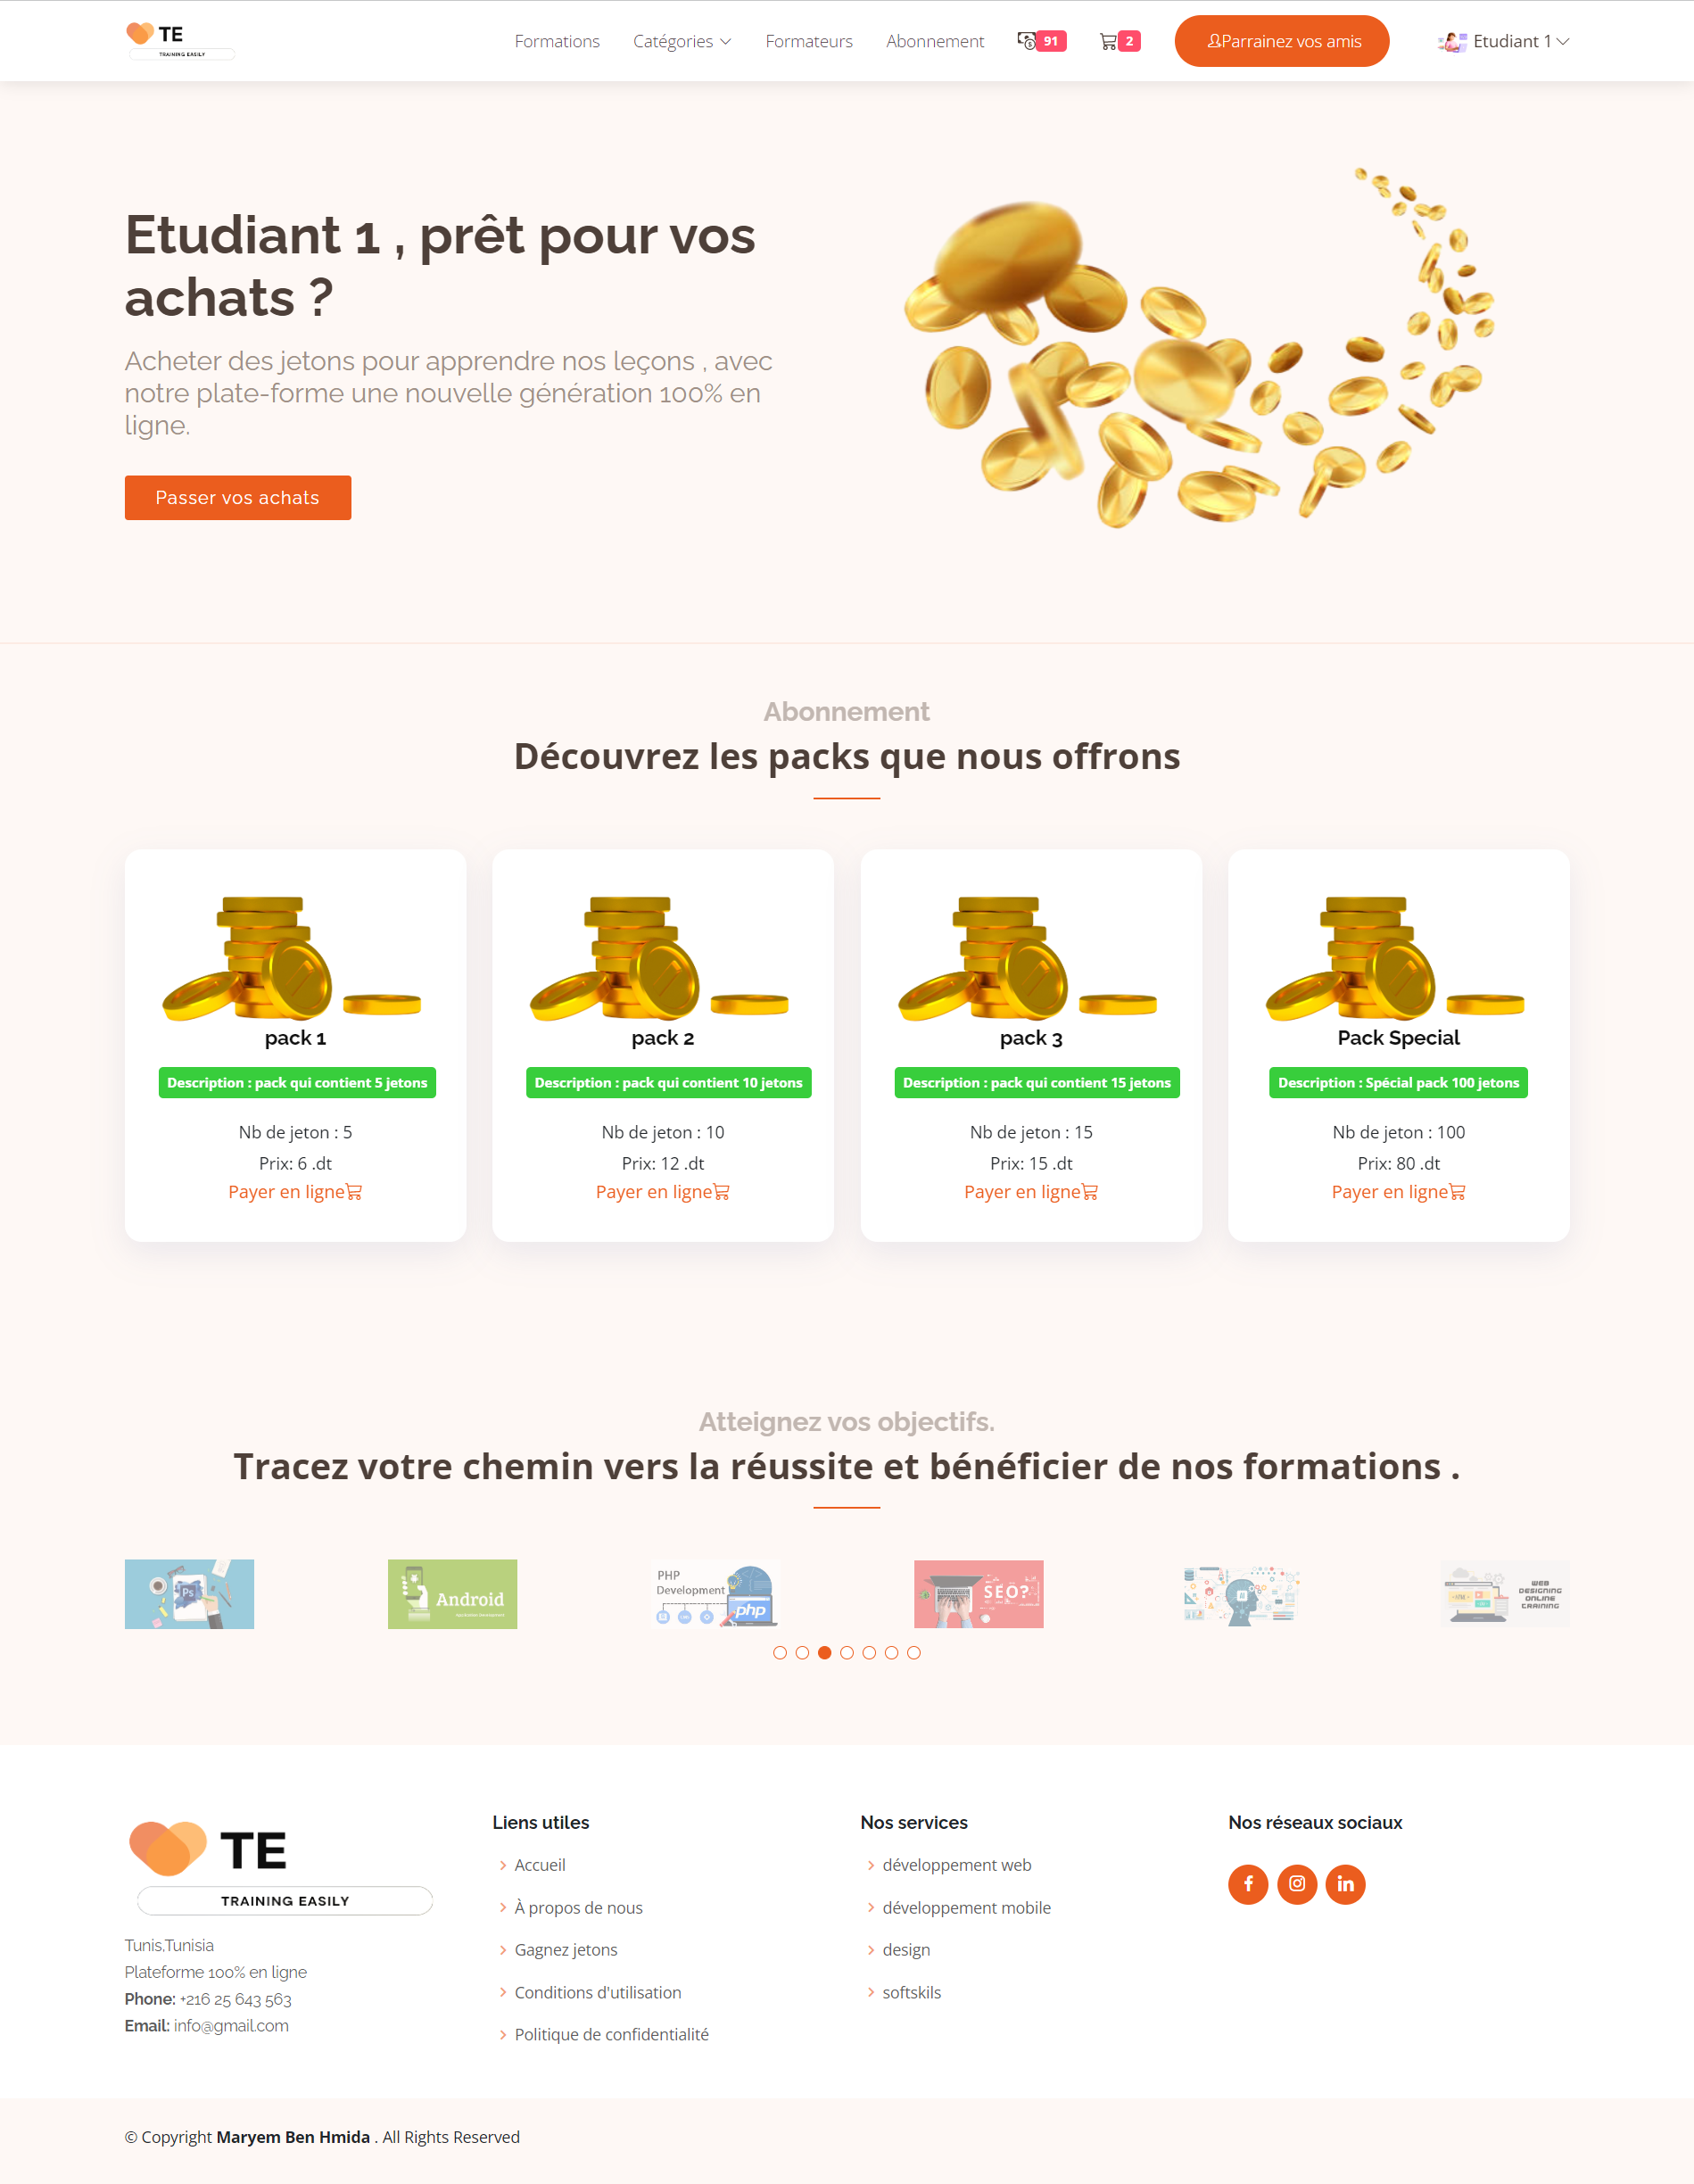 TE
TRAINING EASILY
Formations
Catégories
Formateurs
Abonnement
91
2
Parrainez vos amis
Etudiant 1
Etudiant 1 , prêt pour vos
achats ?
Acheter des jetons pour apprendre nos leçons , avec
notre plate-forme une nouvelle génération 100% en
ligne.
Passer vos achats
Abonnement
Découvrez les packs que nous offrons
pack 1
Description : pack qui contient 5 jetons
Nb de jeton : 5
Prix: 6 .dt
Payer en ligne
pack 2
Description : pack qui contient 10 jetons
Nb de jeton : 10
Prix: 12 .dt
Payer en ligne
pack 3
Description : pack qui contient 15 jetons
Nb de jeton : 15
Prix: 15 .dt
Payer en ligne
Pack Special
Description : Spécial pack 100 jetons
Nb de jeton : 100
Prix: 80 .dt
Payer en ligne
Atteignez vos objectifs.
Tracez votre chemin vers la réussite et bénéficier de nos formations .
Ps
Android
PHP
Development
php
SEO?
WEB
DESIGNING
ONLINE
TRAINING
TE
TRAINING EASILY
Tunis,Tunisia
Plateforme 100% en ligne
Phone: +216 25 643 563
Email: info@gmail.com
Liens utiles
Accueil
À propos de nous
Gagnez jetons
Conditions d'utilisation
Politique de confidentialité
Nos services
développement web
développement mobile
design
softskils
Nos réseaux sociaux
© Copyright Maryem Ben Hmida . All Rights Reserved